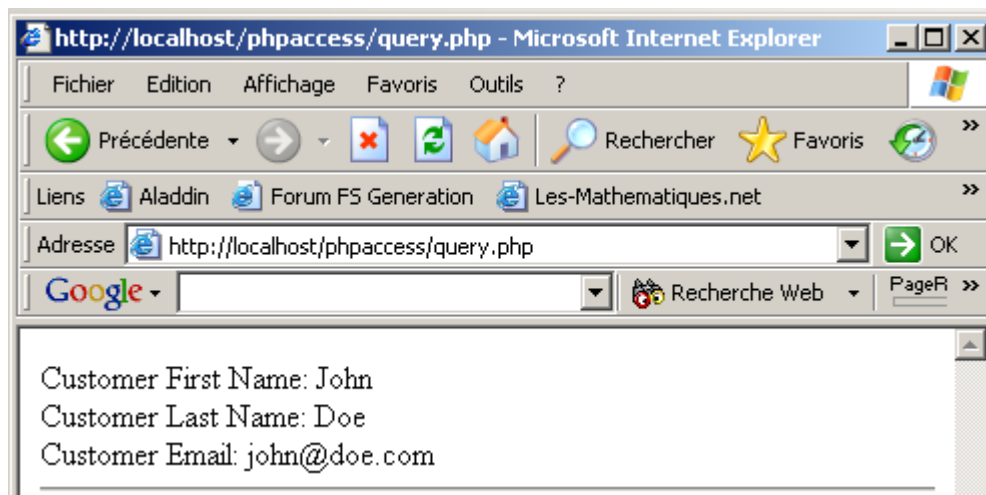 http://localhost/phpaccess/query.php - Microsoft Internet Explorer
Fichier Edition Affichage Favoris Outils ?
Précédente Rechercher Favoris »
Liens Aladdin Forum FS Generation Les-Mathematiques.net »
Adresse http://localhost/phpaccess/query.php OK
Google Recherche Web PageR »
Customer First Name: John
Customer Last Name: Doe
Customer Email: john@doe.com